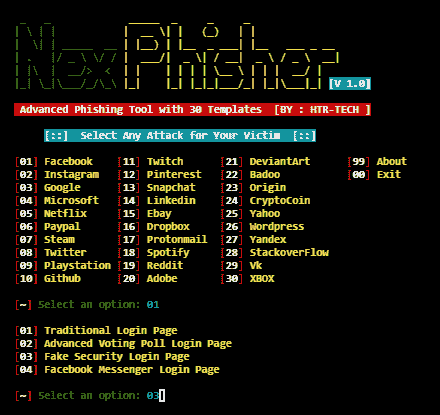 Nex Phisher
[V 1.0]
Advanced Phishing Tool with 30 Templates [BY : HTR-TECH ]
[::] Select Any Attack for Your Victim [::]
[01] Facebook [11] Twitch [21] DeviantArt [99] About
[02] Instagram [12] Pinterest [22] Badoo [00] Exit
[03] Google [13] Snapchat [23] Origin
[04] Microsoft [14] Linkedin [24] CryptoCoin
[05] Netflix [15] Ebay [25] Yahoo
[06] Paypal [16] Dropbox [26] Wordpress
[07] Steam [17] Protonmail [27] Yandex
[08] Twitter [18] Spotify [28] StackoverFlow
[09] Playstation [19] Reddit [29] Vk
[10] Github [20] Adobe [30] XBOX
[~] Select an option: 01
[01] Traditional Login Page
[02] Advanced Voting Poll Login Page
[03] Fake Security Login Page
[04] Facebook Messenger Login Page
[~] Select an option: 03